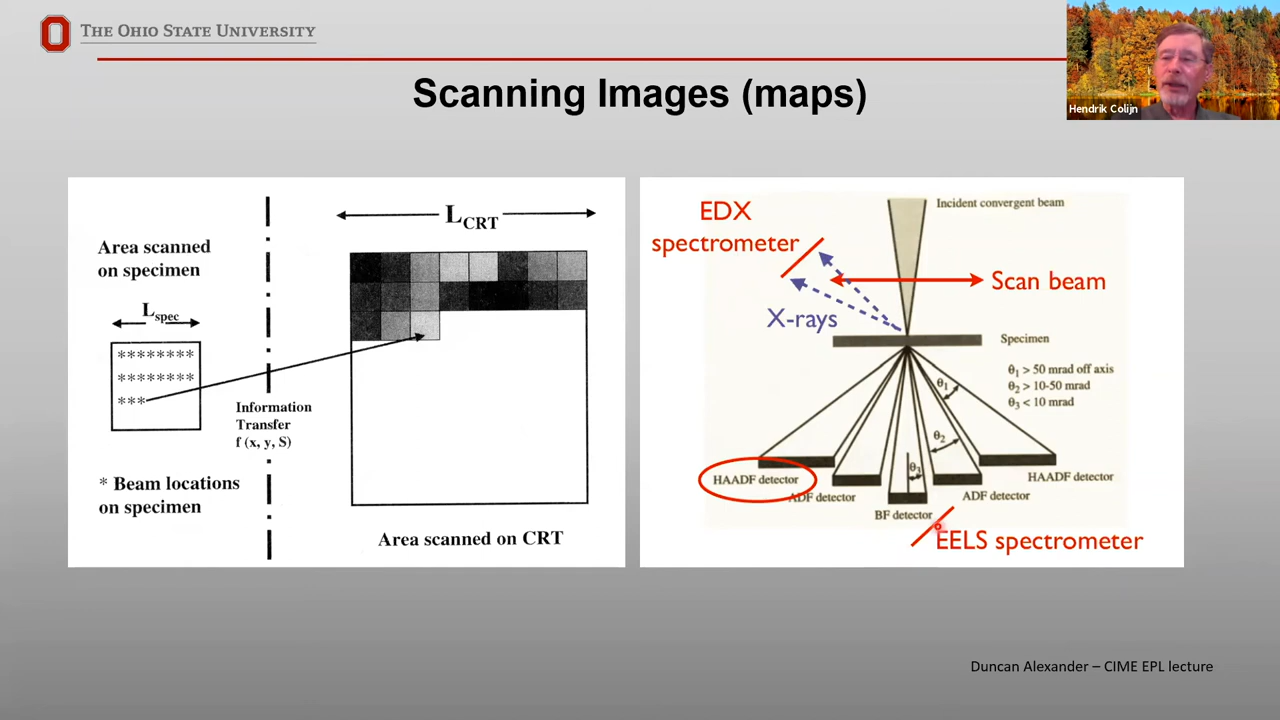 THE OHIO STATE UNIVERSITY
Hendrik Colijn
Scanning Images (maps)
L CRT
Area scanned
on specimen
L spec
********
********
***
Information
Transfer
f (x, y, S)
* Beam locations
on specimen
Area scanned on CRT
EDX
spectrometer
Incident convergent beam
Scan beam
X-rays
Specimen
θ1 > 50 mrad off axis
θ2 > 10-50 mrad
θ3 < 10 mrad
θ1
θ2
θ3
HAADF detector
ADF detector
BF detector
ADF detector
HAADF detector
EELS spectrometer
Duncan Alexander – CIME EPL lecture